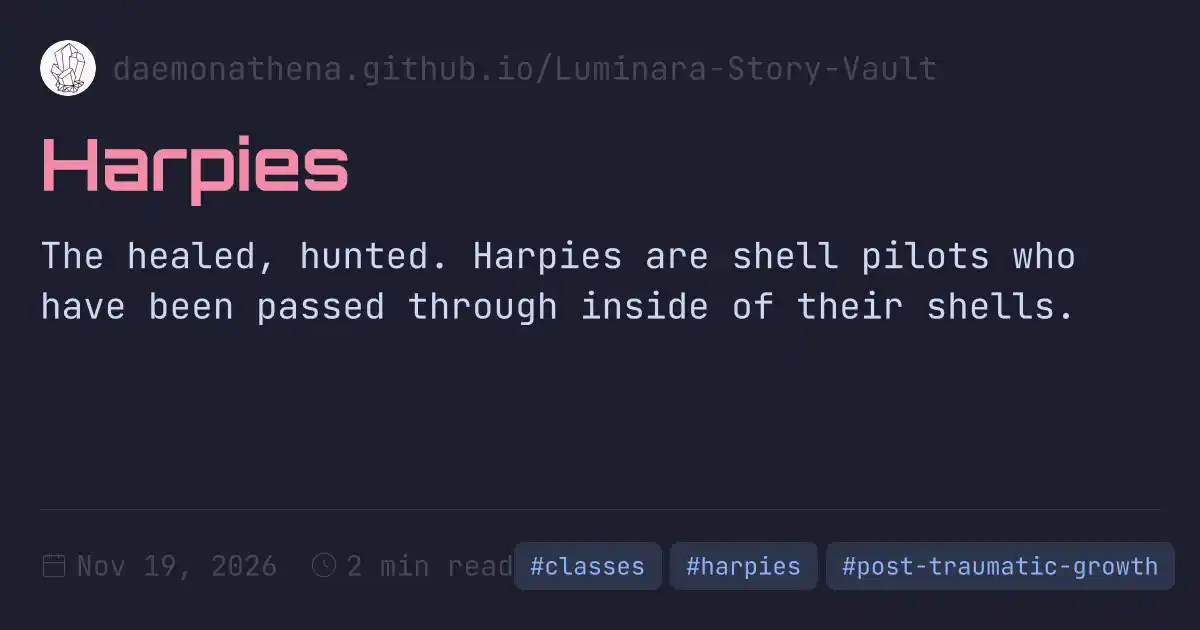 daemonathena.github.io/Luminara-Story-Vault
Harpies
The healed, hunted. Harpies are shell pilots who
have been passed through inside of their shells.
Nov 19, 2026 2 min read #classes #harpies #post-traumatic-growth